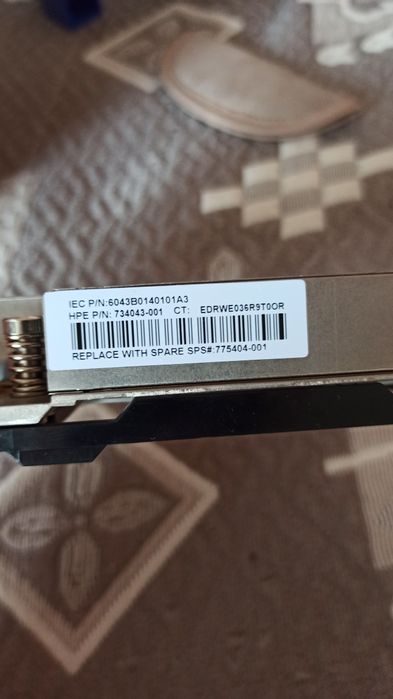 IEC P/N:6043B0140101A3
HPE P/N: 734043-001 CT: EDRWE036R9T0OR
REPLACE WITH SPARE SPS#:775404-001